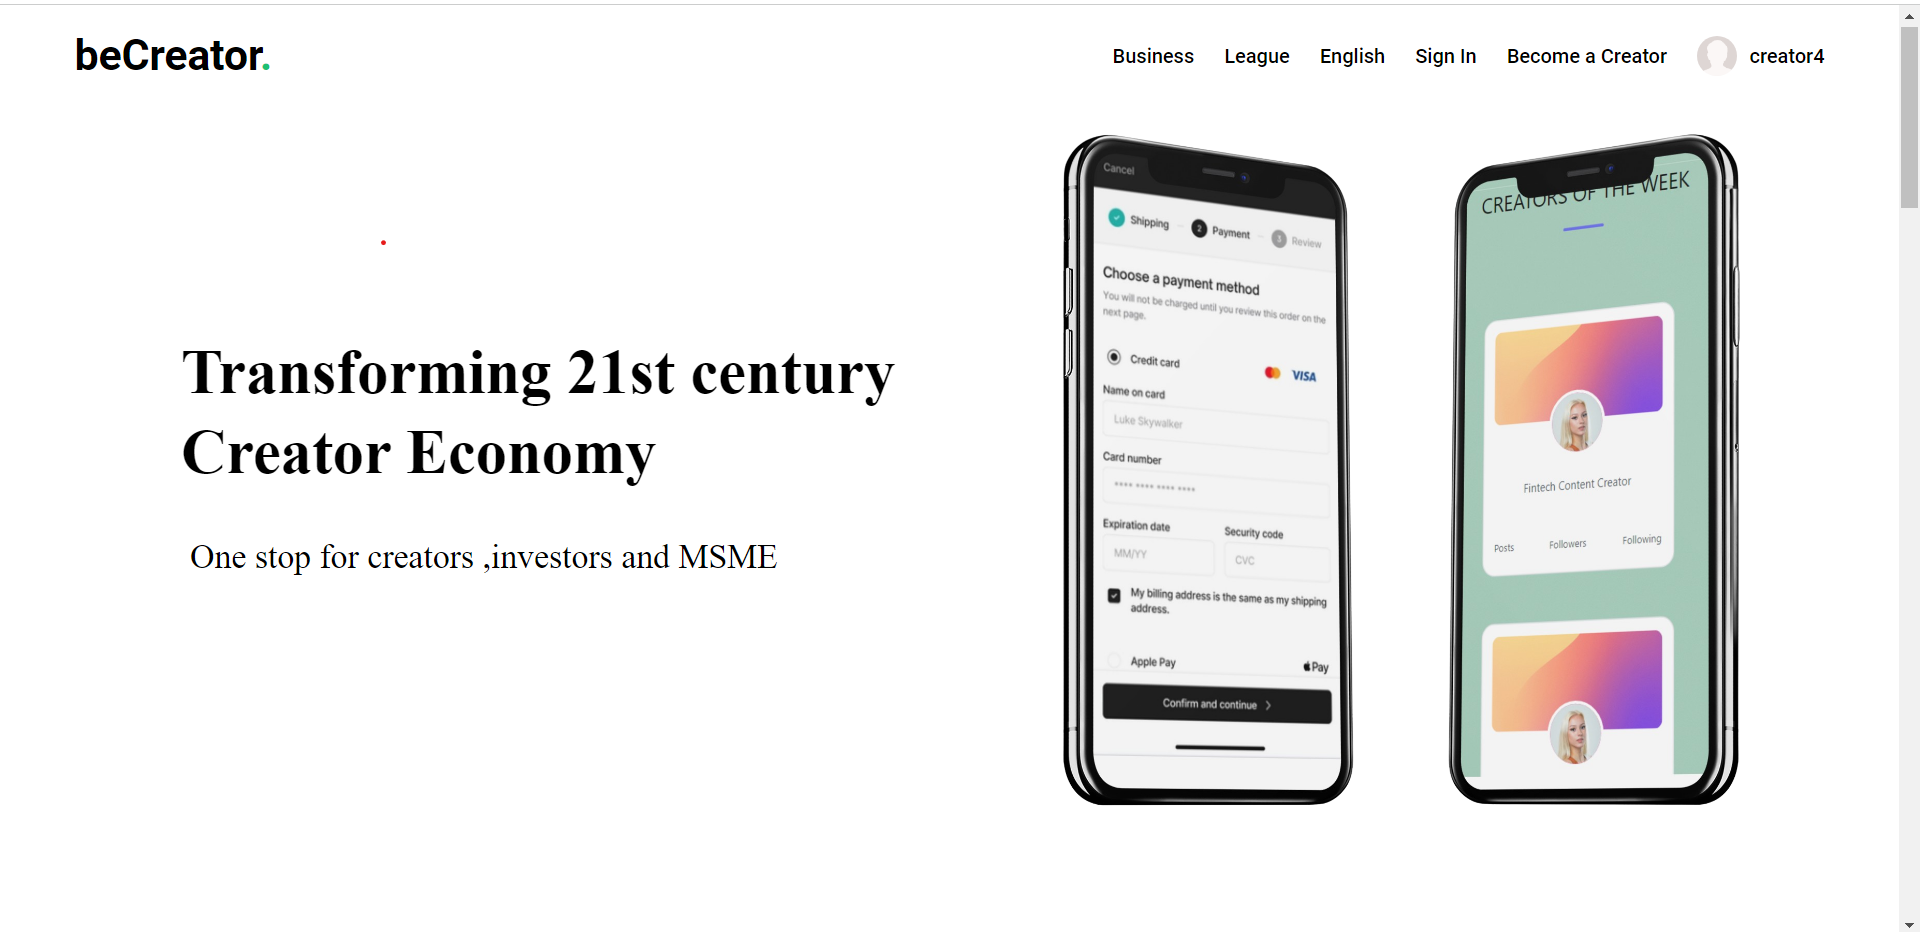 beCreator.
Business League English Sign In Become a Creator creator4
Transforming 21st century
Creator Economy
One stop for creators ,investors and MSME
Cancel
Shipping 2 Payment 3 Review
Choose a payment method
You will not be charged until you review this order on the
next page.
Credit card VISA
Name on card
Luke Skywalker
Card number
**** **** **** ****
Expiration date Security code
MM/YY CVC
My billing address is the same as my shipping
address.
Apple Pay Pay
Confirm and continue >
CREATORS OF THE WEEK
Fintech Content Creator
Posts Followers Following